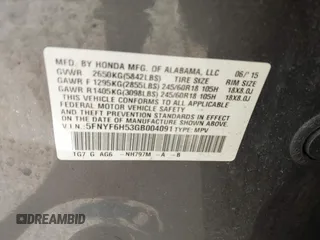 MFD. BY HONDA MFG. OF ALABAMA, LLC 06/15
GVWR 2650KG(5842LBS) TIRE SIZE RIM SIZE
GAWR F 1295KG(2855LBS) 245/60R18 105H 18X8.0J
GAWR R 1405KG(3098LBS) 245/60R18 105H 18X8.0J
THIS VEHICLE CONFORMS TO ALL APPLICABLE
FEDERAL MOTOR VEHICLE SAFETY AND
THEFT PREVENTION STANDARDS IN EFFECT
ON THE DATE OF MANUFACTURE SHOWN ABOVE.
V.I.N.: 5FNYF6H53GB004091 TYPE: MPV
TG7 G AG6 NH797M A B
DREAMBID